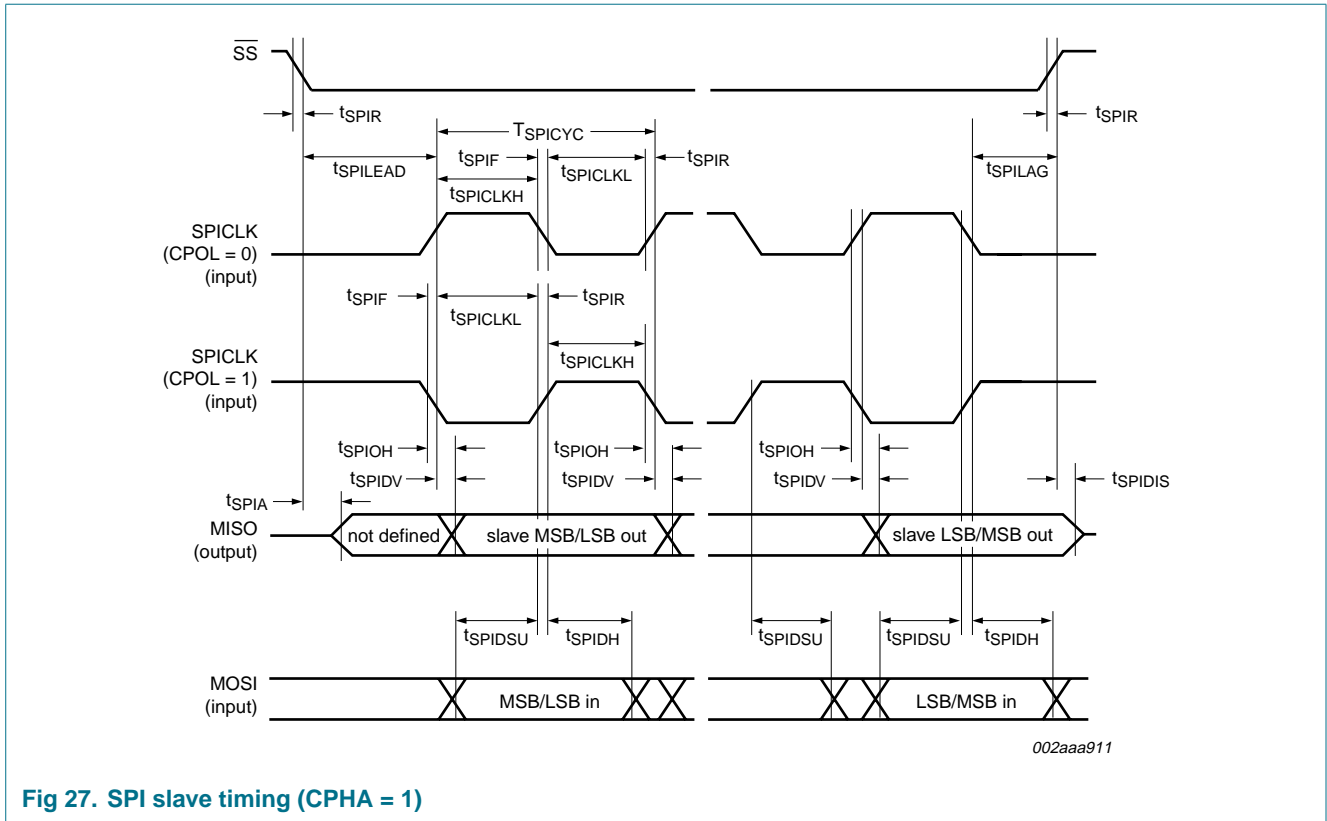 SS
tSPIR
tSPIR
TSPICYC
tSPILEAD
tSPIF
tSPICLKL
tSPIR
tSPILAG
tSPICLKH
SPICLK
(CPOL = 0)
(input)
tSPIF
tSPICLKL
tSPIR
SPICLK
(CPOL = 1)
(input)
tSPICLKH
tSPIOH
tSPIOH
tSPIOH
tSPIDV
tSPIDV
tSPIDV
tSPIDIS
tSPIA
MISO
(output)
not defined
slave MSB/LSB out
slave LSB/MSB out
tSPIDSU
tSPIDH
tSPIDSU
tSPIDSU
tSPIDH
MOSI
(input)
MSB/LSB in
LSB/MSB in
002aaa911
Fig 27. SPI slave timing (CPHA = 1)